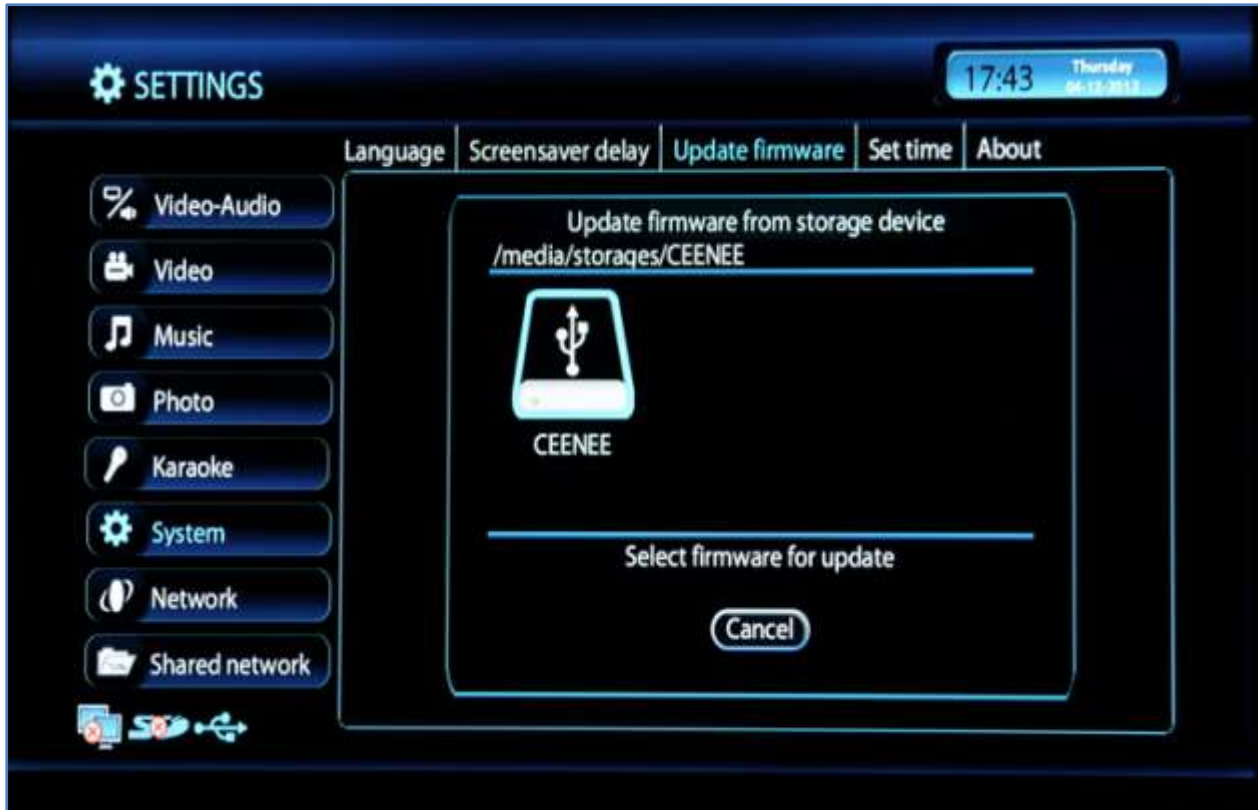 SETTINGS
17:43
Thursday
Language Screensaver delay Update firmware Set time About
Video-Audio
Video
Music
Photo
Karaoke
System
Network
Shared network
Update firmware from storage device
/media/storages/CEENEE
CEENEE
Select firmware for update
Cancel